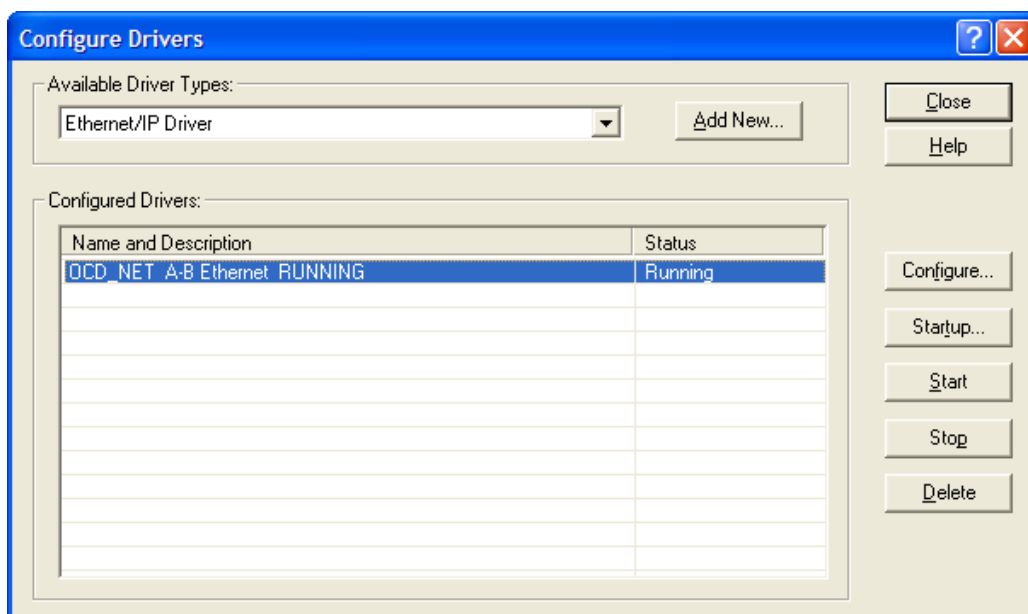 Configure Drivers
Available Driver Types:
Ethernet/IP Driver
Add New...
Close
Help
Configured Drivers:
Name and Description Status
OCD_NET A-B Ethernet RUNNING Running
Configure...
Startup...
Start
Stop
Delete